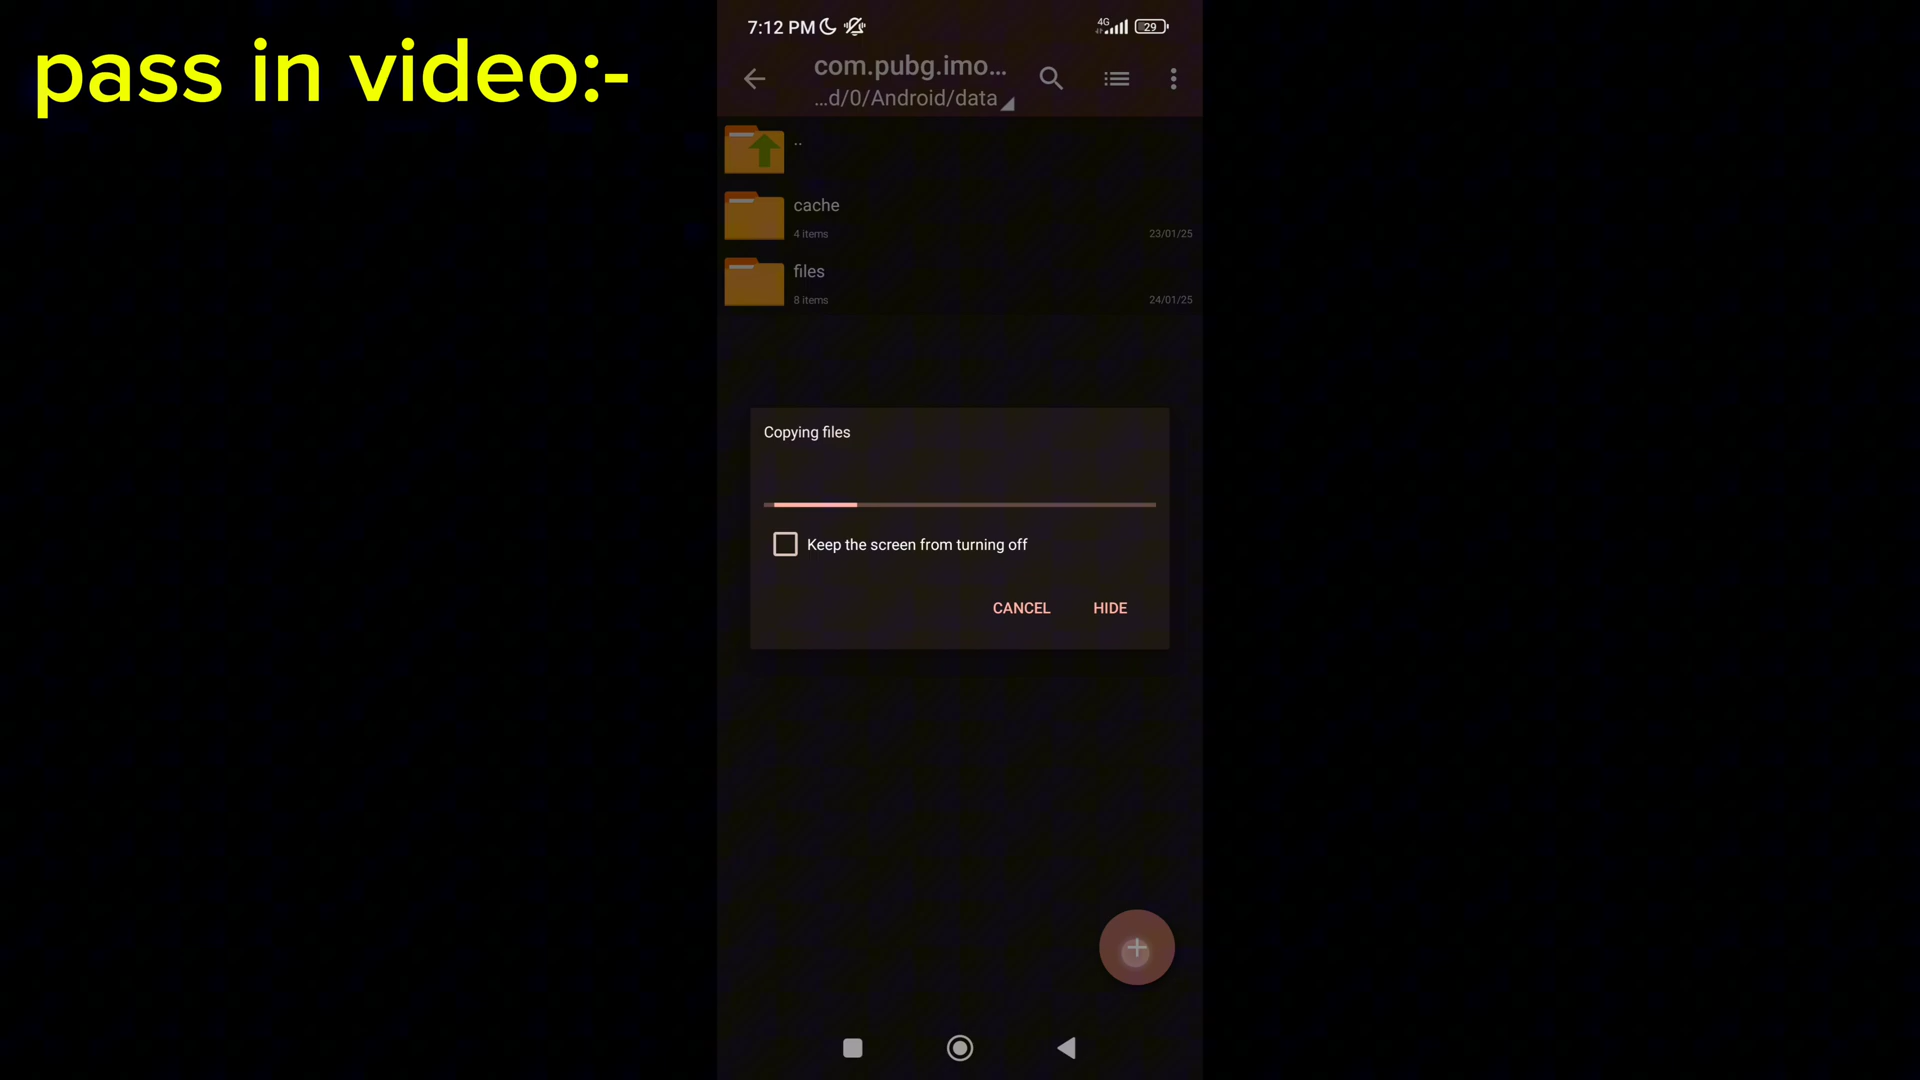 pass in video:-
7:12 PM
4G
29
com.pubg.imo...
...d/0/Android/data
..
cache
4 items
23/01/25
files
8 items
24/01/25
Copying files
Keep the screen from turning off
CANCEL
HIDE